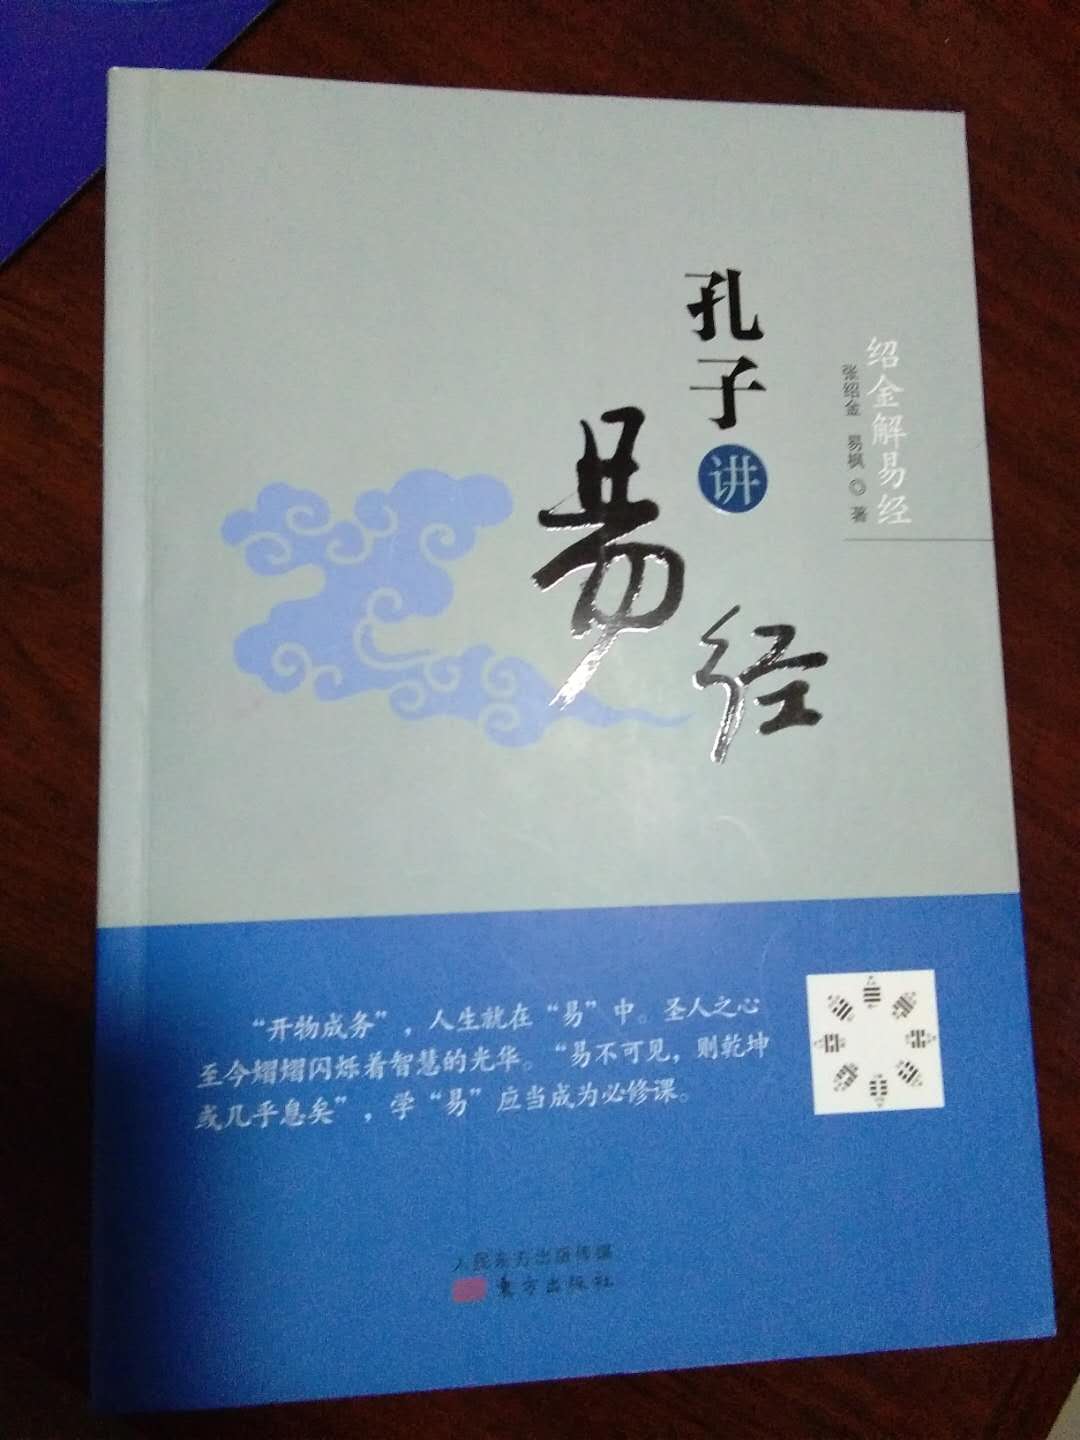 孔子讲
易经
绍金解易经
张绍金 易枫 ◎ 著
“开物成务”，人生就在“易”中。圣人之心
至今熠熠闪烁着智慧的光华。“易不可见，则乾坤
或几乎息矣”，学“易”应当成为必修课。
人民东方出版传媒
东方出版社